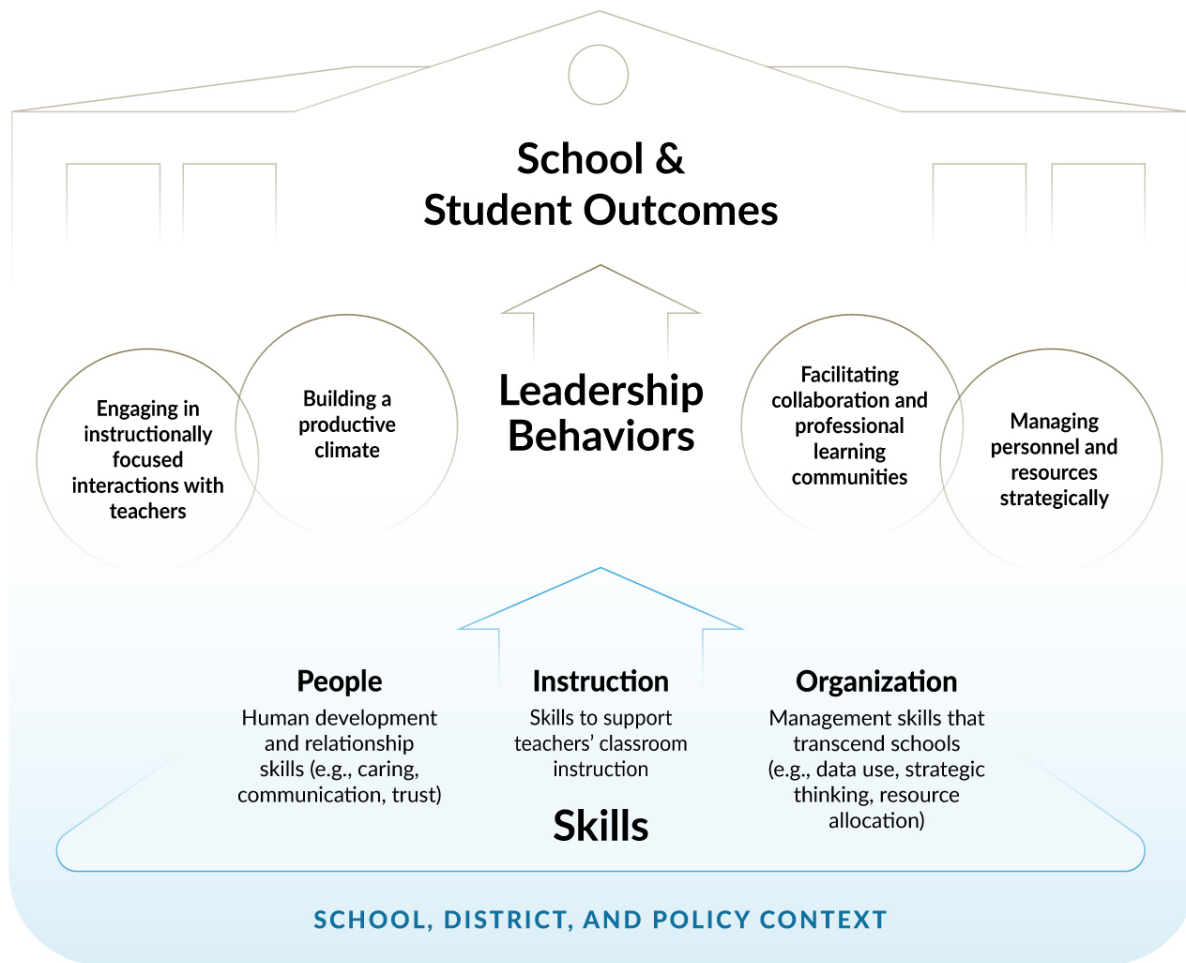 School &
Student Outcomes
Engaging in
instructionally
focused
interactions with
teachers
Building a
productive
climate
Leadership
Behaviors
Facilitating
collaboration and
professional
learning
communities
Managing
personnel and
resources
strategically
People
Human development
and relationship
skills (e.g., caring,
communication, trust)
Instruction
Skills to support
teachers’ classroom
instruction
Organization
Management skills that
transcend schools
(e.g., data use, strategic
thinking, resource
allocation)
Skills
SCHOOL, DISTRICT, AND POLICY CONTEXT